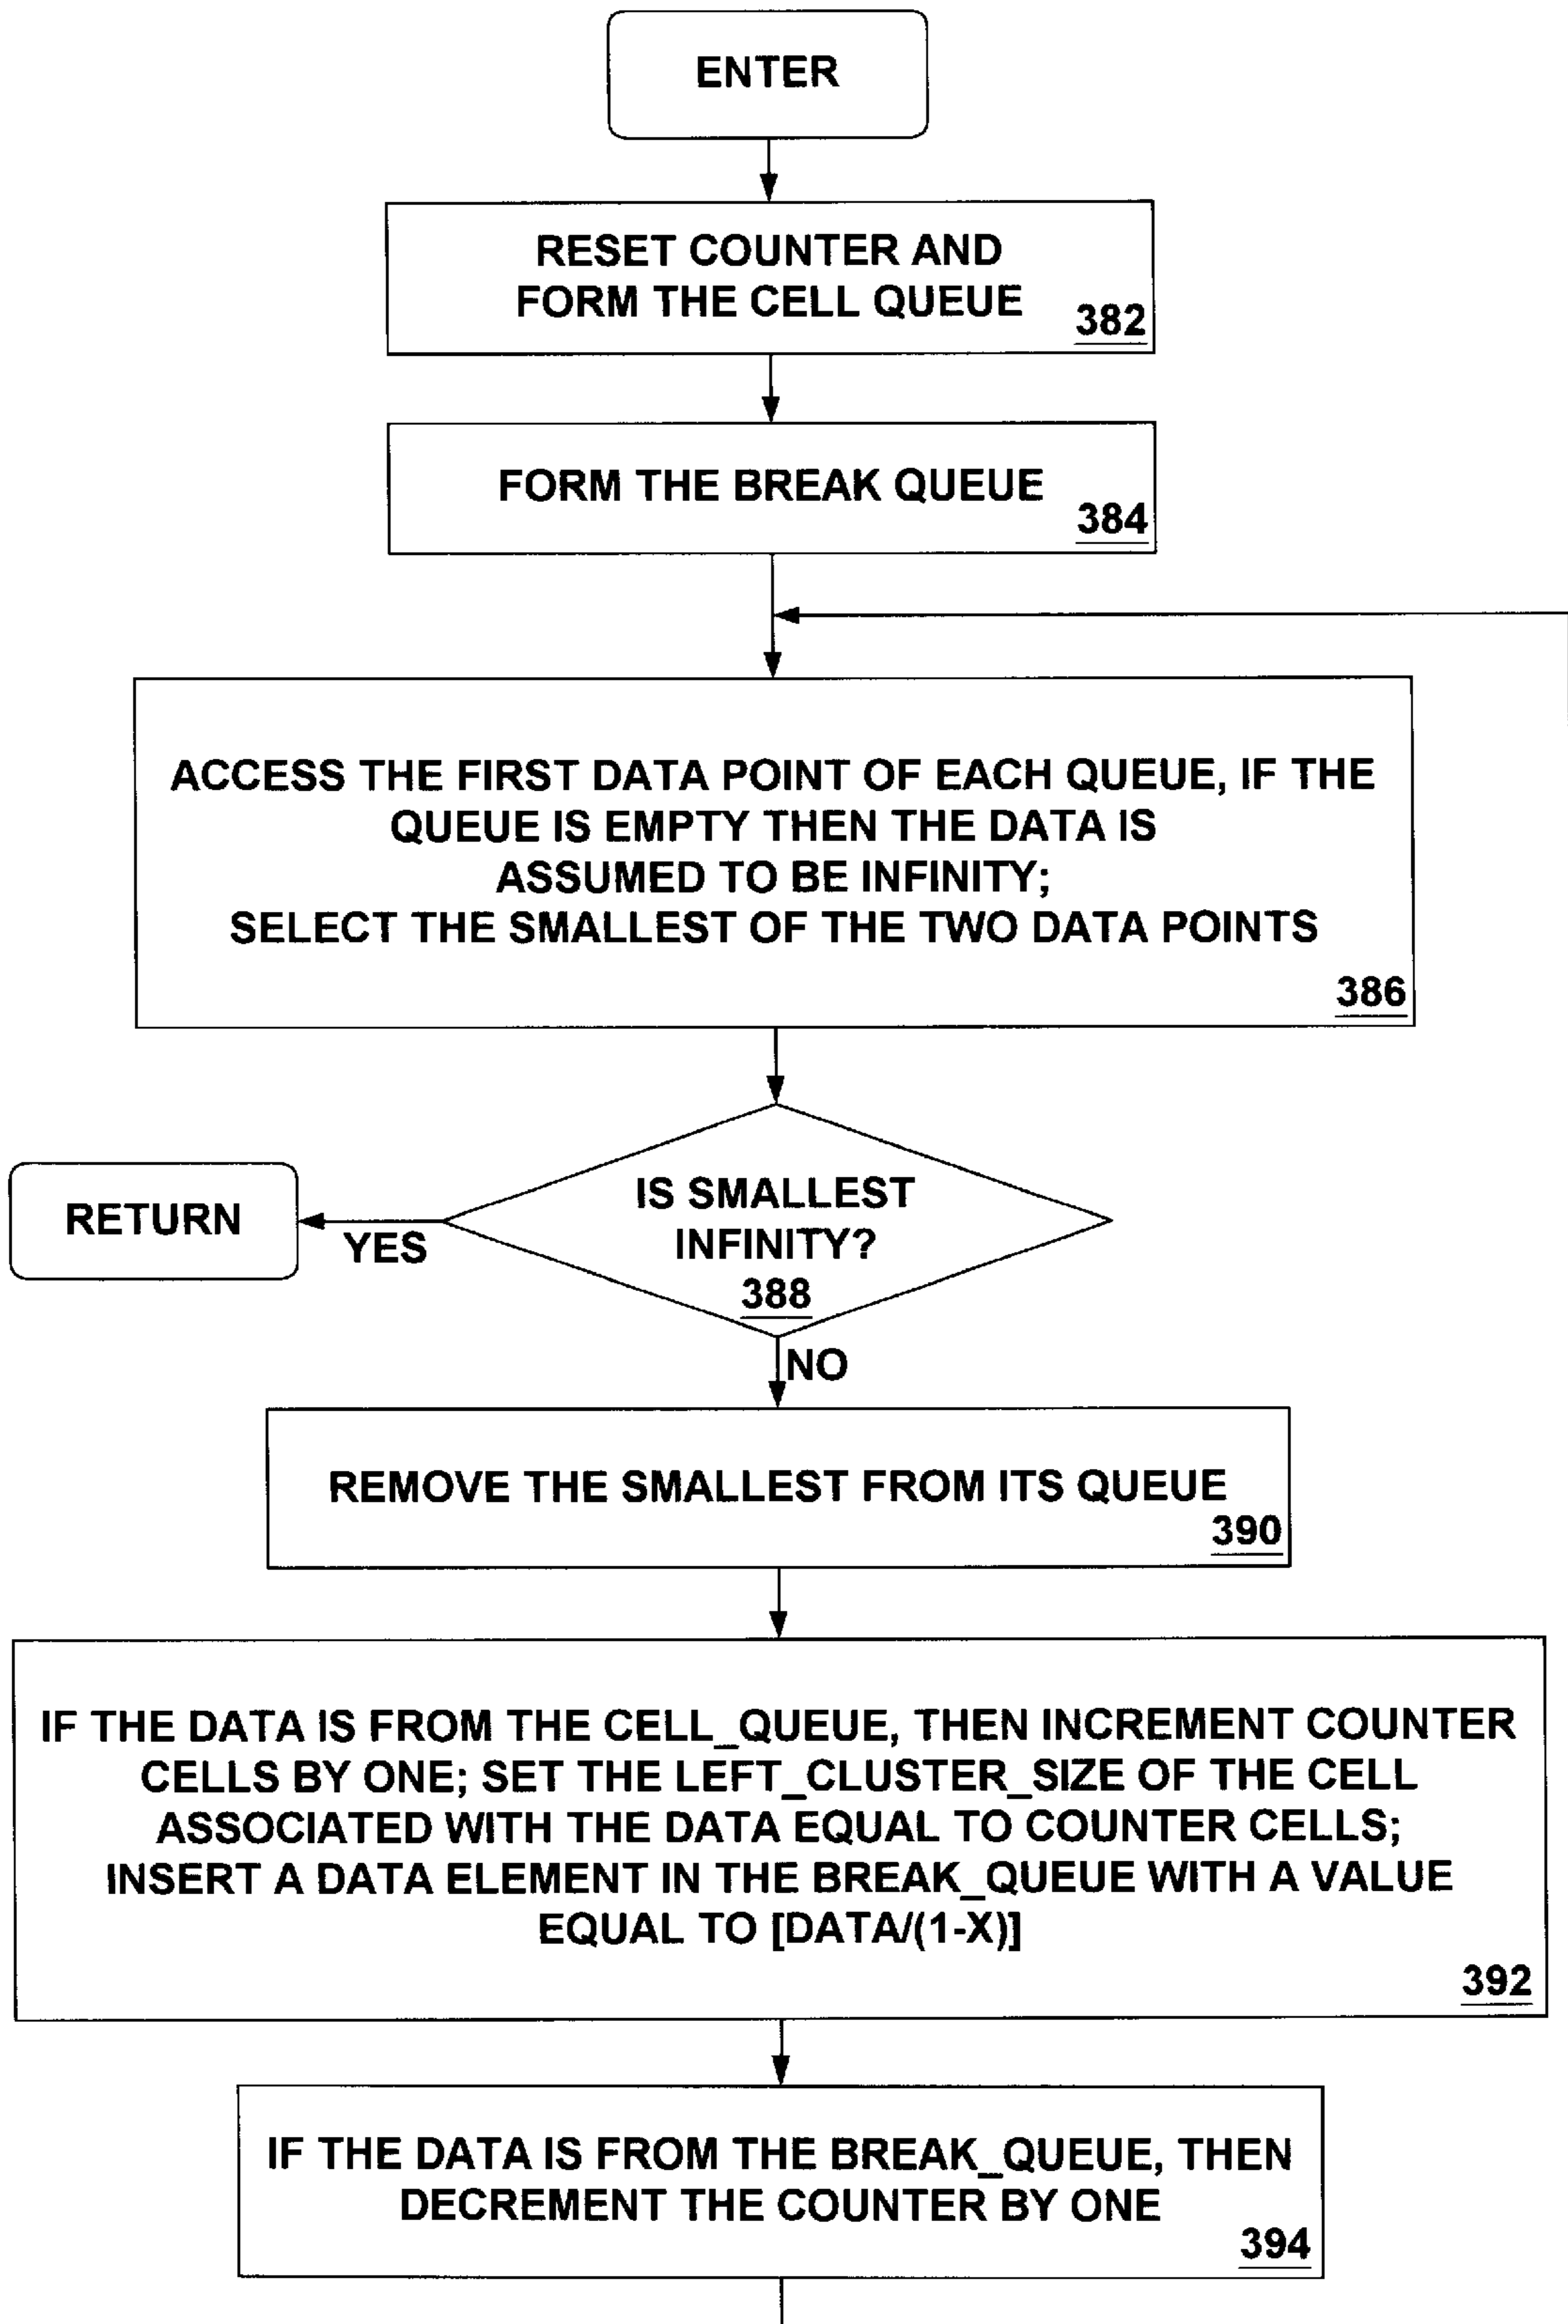 ENTER
RESET COUNTER AND
FORM THE CELL QUEUE
382
FORM THE BREAK QUEUE
384
ACCESS THE FIRST DATA POINT OF EACH QUEUE, IF THE
QUEUE IS EMPTY THEN THE DATA IS
ASSUMED TO BE INFINITY;
SELECT THE SMALLEST OF THE TWO DATA POINTS
386
IS SMALLEST
INFINITY?
388
RETURN
YES
NO
REMOVE THE SMALLEST FROM ITS QUEUE
390
IF THE DATA IS FROM THE CELL_QUEUE, THEN INCREMENT COUNTER
CELLS BY ONE; SET THE LEFT_CLUSTER_SIZE OF THE CELL
ASSOCIATED WITH THE DATA EQUAL TO COUNTER CELLS;
INSERT A DATA ELEMENT IN THE BREAK_QUEUE WITH A VALUE
EQUAL TO [DATA/(1-X)]
392
IF THE DATA IS FROM THE BREAK_QUEUE, THEN
DECREMENT THE COUNTER BY ONE
394